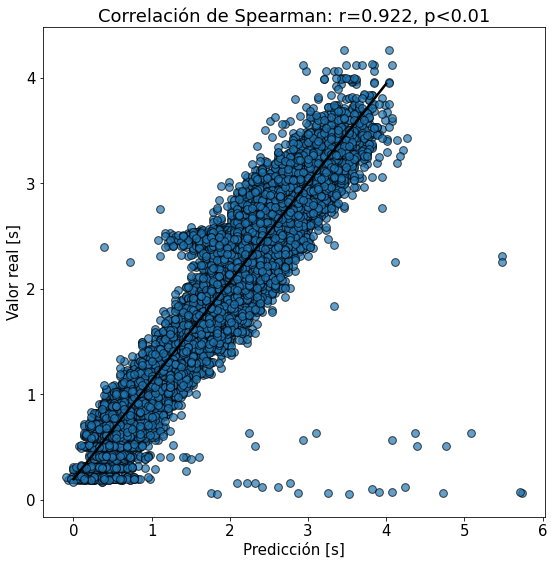 Correlación de Spearman: r=0.922, p<0.01
Valor real [s]
4
3
2
1
0
0 1 2 3 4 5 6
Predicción [s]